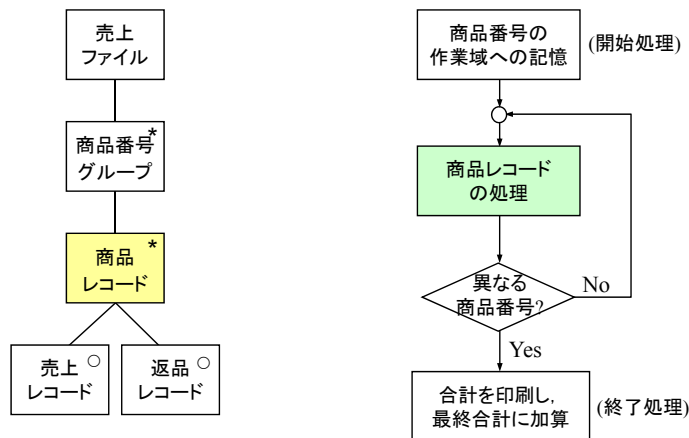 売上
ファイル
商品番号*
グループ
商品 *
レコード
売上 ○
レコード
返品 ○
レコード
商品番号の
作業域への記憶
(開始処理)
商品レコード
の処理
異なる
商品番号?
No
Yes
合計を印刷し,
最終合計に加算
(終了処理)